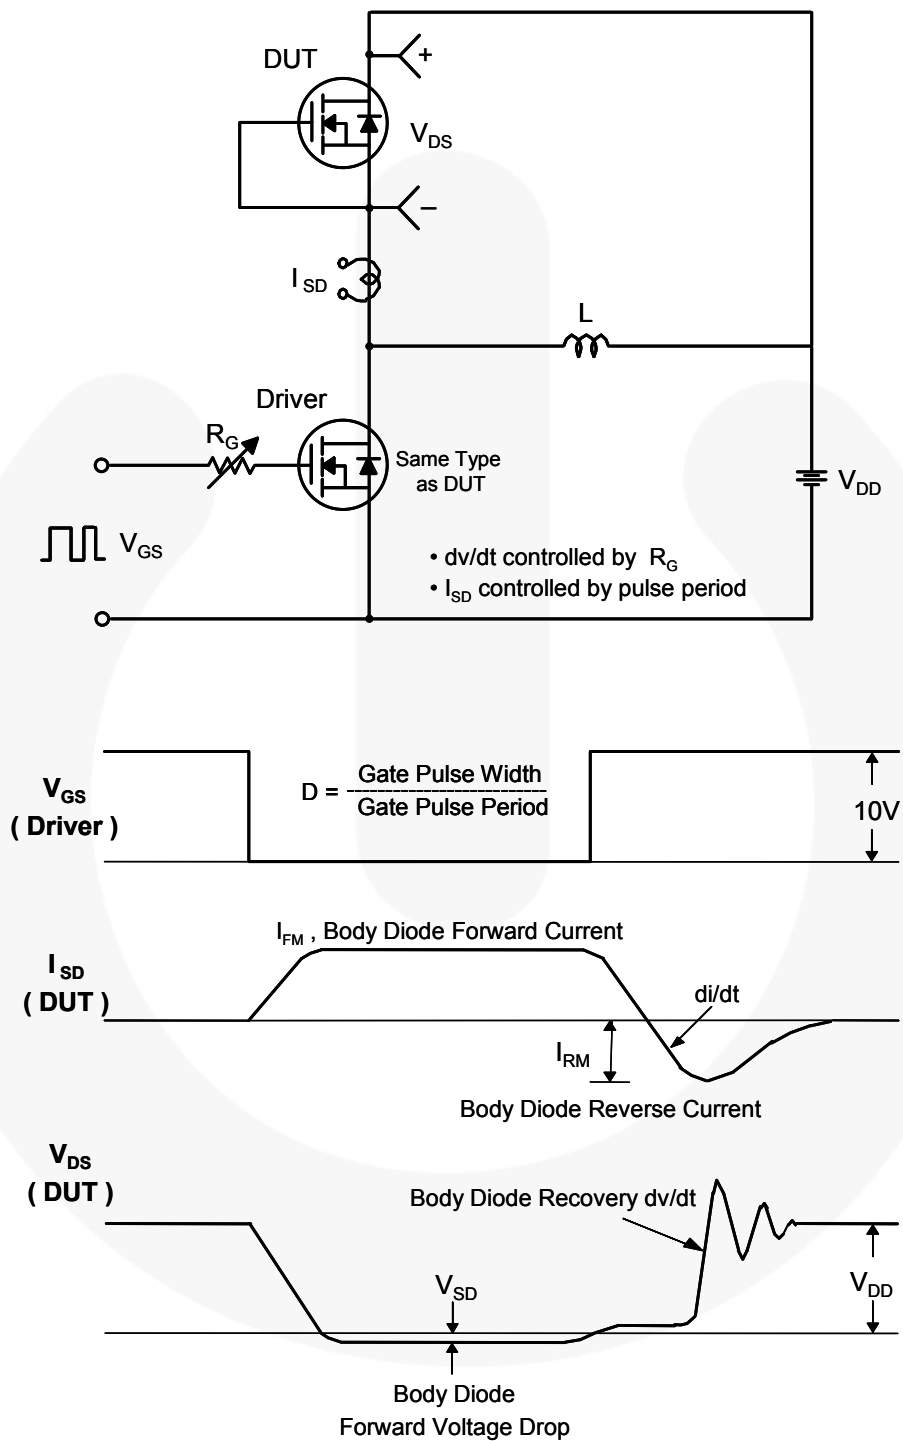 DUT
+
V_DS
–
I_SD
L
Driver
R_G
Same Type
as DUT
V_DD
V_GS
• dv/dt controlled by R_G
• I_SD controlled by pulse period
V_GS
( Driver )
D = Gate Pulse Width
--------------------------
Gate Pulse Period
10V
I_FM , Body Diode Forward Current
I_SD
( DUT )
di/dt
I_RM
Body Diode Reverse Current
V_DS
( DUT )
Body Diode Recovery dv/dt
V_SD
V_DD
Body Diode
Forward Voltage Drop